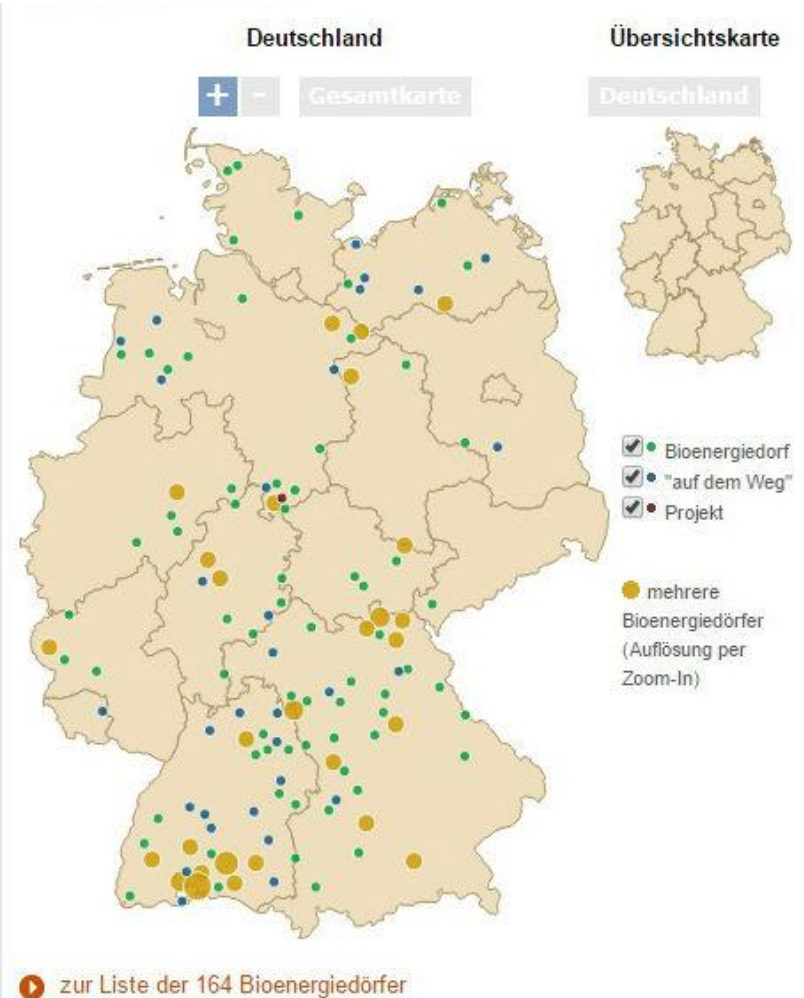 Deutschland
Übersichtskarte
+ -
Gesamtkarte
Deutschland
Bioenergiedorf
"auf dem Weg"
Projekt
mehrere
Bioenergiedörfer
(Auflösung per
Zoom-In)
zur Liste der 164 Bioenergiedörfer